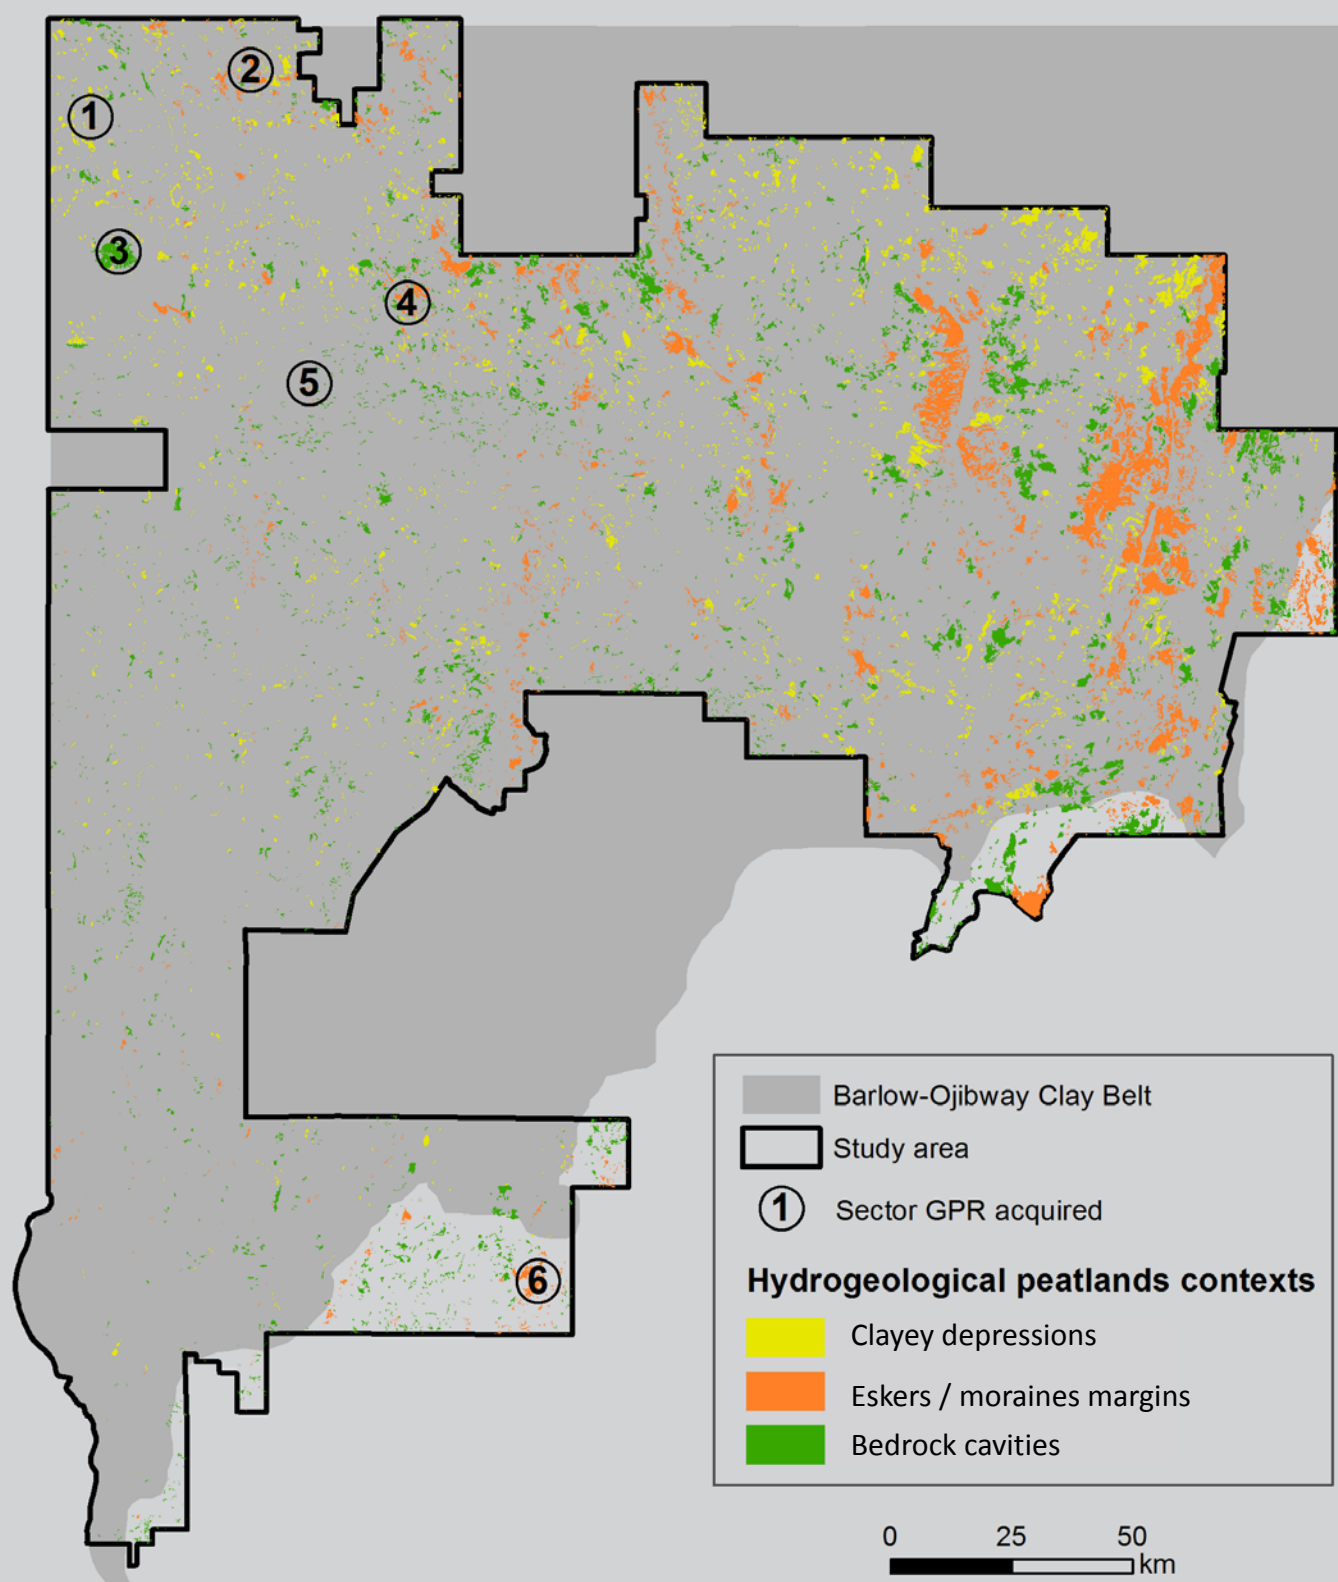 2
1
3
4
5
6
Barlow-Ojibway Clay Belt
Study area
1 Sector GPR acquired
Hydrogeological peatlands contexts
Clayey depressions
Eskers / moraines margins
Bedrock cavities
0 25 50
km